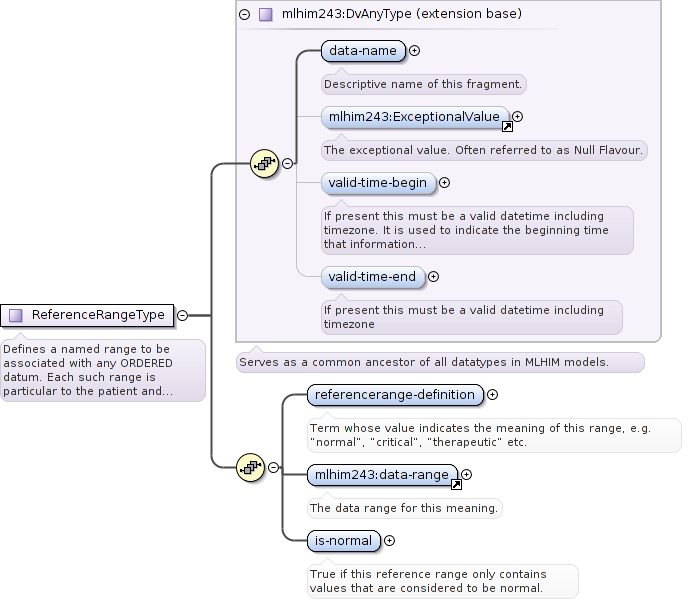 mlhim243:DvAnyType (extension base)
data-name
Descriptive name of this fragment.
mlhim243:ExceptionalValue
The exceptional value. Often referred to as Null Flavour.
valid-time-begin
If present this must be a valid datetime including
timezone. It is used to indicate the beginning time
that information...
valid-time-end
If present this must be a valid datetime including
timezone
ReferenceRangeType
Defines a named range to be
associated with any ORDERED
datum. Each such range is
particular to the patient and...
Serves as a common ancestor of all datatypes in MLHIM models.
referencerange-definition
Term whose value indicates the meaning of this range, e.g.
"normal", "critical", "therapeutic" etc.
mlhim243:data-range
The data range for this meaning.
is-normal
True if this reference range only contains
values that are considered to be normal.